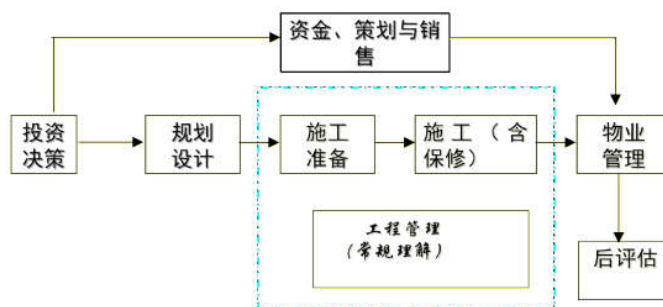 资金、策划与销
售
投资
决策
规划
设计
施工
准备
施工（含
保修）
物业
管理
工程管理
（常规理解）
后评估